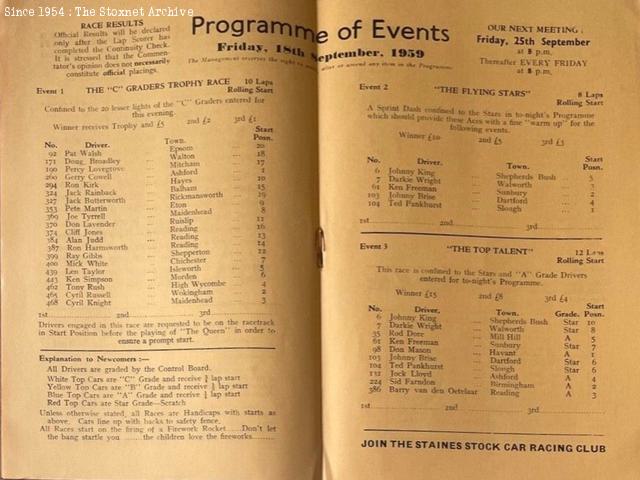 Since 1954 : The Stoxnet Archive
Programme of Events
Friday, 18th September, 1959
The Management reserves the right to alter or amend any item in the Programme.
RACE RESULTS
Official Results will be declared
only after the Lap Scorer has
completed the Continuity Check.
It is stressed that the Commen-
tator's opinion does not necessarily
constitute official placings.
Event 1 THE "C" GRADERS TROPHY RACE 10 Laps
Rolling Start
Confined to the 20 lesser lights of the "C" Graders entered for
this evening.
Winner receives Trophy and £5 2nd £2 3rd £1
Start
No. Driver. Town. Posn.
92 Pat Walsh ... Epsom 20
171 Doug. Broadley ... Walton 18
190 Percy Lovegrove ... Mitcham 17
260 Gerry Cowell ... Ashford 1
294 Ron Kirk ... Hayes 10
324 Jack Rainback ... Balham 15
327 Jack Butterworth ... Rickmansworth 19
353 Pete Martin ... Eton 9
369 Joe Tyrrell ... Maidenhead 8
370 Don Lavender ... Ruislip 11
374 Cliff Jones ... Reading 16
384 Alan Judd ... Reading 13
387 Ron Harmsworth ... Reading 14
399 Ray Gibbs ... Shepperton 12
400 Mick White ... Chichester 7
439 Len Taylor ... Isleworth 5
443 Ken Simpson ... Morden 6
462 Tony Rush ... High Wycombe 4
465 Cyril Russell ... Wokingham 2
468 Cyril Knight ... Maidenhead 3
1st 2nd 3rd
Drivers engaged in this race are requested to be on the racetrack
in Start Position before the playing of "The Queen" in order to
ensure a prompt start.
Explanation to Newcomers :—
All Drivers are graded by the Control Board.
White Top Cars are "C" Grade and receive lap start
Yellow Top Cars are "B" Grade and receive lap start
Blue Top Cars are "A" Grade and receive lap start
Red Top Cars are Star Grade—Scratch
Unless otherwise stated, all Races are Handicaps with starts as
above. Cars line up with backs to safety fence.
All Races start on the firing of a Firework Rocket......Don't let
the bang startle you ........ the children love the fireworks..........
OUR NEXT MEETING :
Friday, 25th September
at 8 p.m.
Thereafter EVERY FRIDAY
at 8 p.m.
Event 2 "THE FLYING STARS" 8 Laps
Rolling Start
A Sprint Dash confined to the Stars in to-night's Programme
which should provide these Aces with a fine "warm up" for the
following events.
Winner £10 2nd £5 3rd £3
Start
No. Driver. Town. Posn.
6 Johnny King ... Shepherds Bush 5
7 Darkie Wright ... Walworth 3
61 Ken Freeman ... Sunbury 2
103 Johnny Brise ... Dartford 4
104 Ted Pankhurst ... Slough 1
1st 2nd 3rd
Event 3 "THE TOP TALENT" 12 Laps
Rolling Start
This race is confined to the Stars and "A" Grade Drivers
entered for to-night's Programme.
Winner £15 2nd £8 3rd £4
Start
No. Driver. Town. Grade. Posn.
6 Johnny King ... Shepherds Bush Star 10
7 Darkie Wright ... Walworth Star 8
35 Rod Dore ... Mill Hill A 5
61 Ken Freeman ... Sunbury Star 7
98 Don Mason ... Havant A 1
103 Johnny Brise ... Dartford Star 6
104 Ted Pankhurst ... Slough Star 6
132 Jock Lloyd ... Ashford A 4
224 Sid Farndon ... Birmingham A 2
386 Barry van den Oetelaar Reading A 3
1st 2nd 3rd
JOIN THE STAINES STOCK CAR RACING CLUB